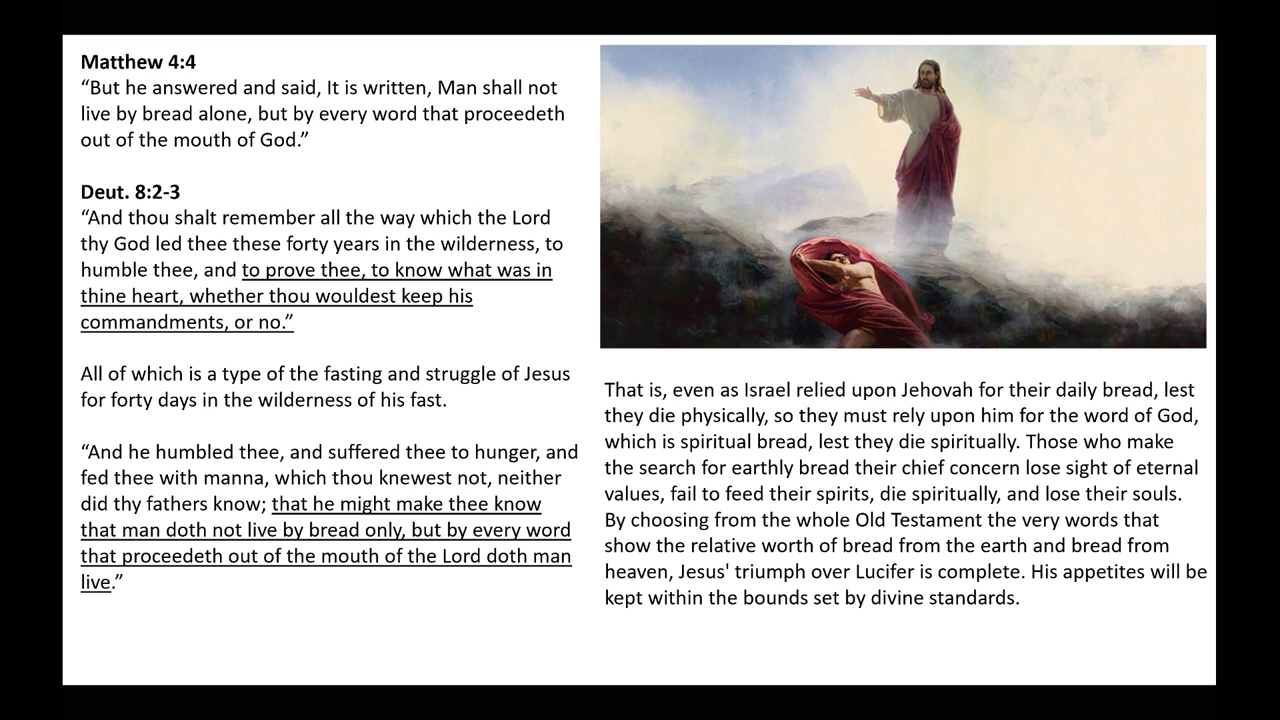 Matthew 4:4
“But he answered and said, It is written, Man shall not
live by bread alone, but by every word that proceedeth
out of the mouth of God.”
Deut. 8:2-3
“And thou shalt remember all the way which the Lord
thy God led thee these forty years in the wilderness, to
humble thee, and to prove thee, to know what was in
thine heart, whether thou wouldest keep his
commandments, or no.”
All of which is a type of the fasting and struggle of Jesus
for forty days in the wilderness of his fast.
“And he humbled thee, and suffered thee to hunger, and
fed thee with manna, which thou knewest not, neither
did thy fathers know; that he might make thee know
that man doth not live by bread only, but by every word
that proceedeth out of the mouth of the Lord doth man
live.”
That is, even as Israel relied upon Jehovah for their daily bread, lest
they die physically, so they must rely upon him for the word of God,
which is spiritual bread, lest they die spiritually. Those who make
the search for earthly bread their chief concern lose sight of eternal
values, fail to feed their spirits, die spiritually, and lose their souls.
By choosing from the whole Old Testament the very words that
show the relative worth of bread from the earth and bread from
heaven, Jesus' triumph over Lucifer is complete. His appetites will be
kept within the bounds set by divine standards.